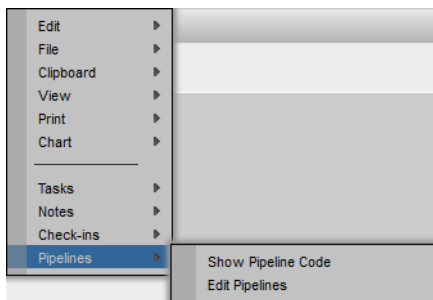 Edit
File
Clipboard
View
Print
Chart
Tasks
Notes
Check-ins
Pipelines
Show Pipeline Code
Edit Pipelines